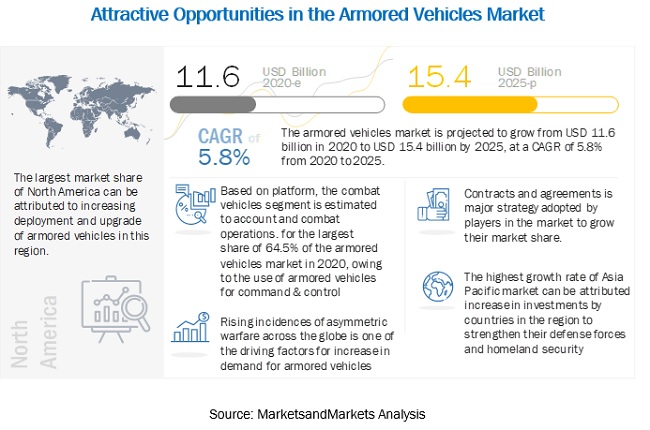 Attractive Opportunities in the Armored Vehicles Market
11.6
USD Billion
2020-e
15.4
USD Billion
2025-p
CAGR of
5.8%
The armored vehicles market is projected to grow from USD 11.6
billion in 2020 to USD 15.4 billion by 2025, at a CAGR of 5.8%
from 2020 to 2025.
The largest market share
of North America can be
attributed to increasing
deployment and upgrade
of armored vehicles in this
region.
North
America
Based on platform, the combat
vehicles segment is estimated
to account and combat
operations. for the largest
share of 64.5% of the armored
vehicles market in 2020, owing
to the use of armored vehicles
for command & control
Rising incidences of asymmetric
warfare across the globe is one of
the driving factors for increase in
demand for armored vehicles
Contracts and agreements is
major strategy adopted by
players in the market to grow
their market share.
The highest growth rate of Asia
Pacific market can be attributed
increase in investments by
countries in the region to
strengthen their defense forces
and homeland security
Source: MarketsandMarkets Analysis